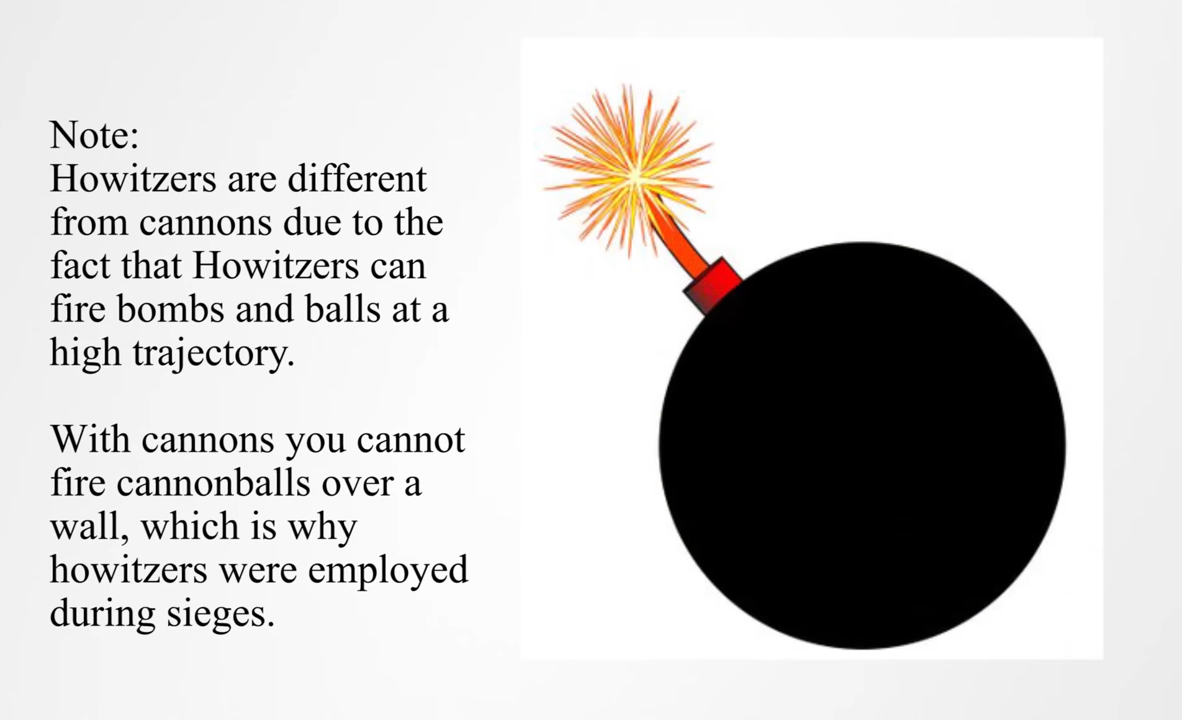 Note:
Howitzers are different
from cannons due to the
fact that Howitzers can
fire bombs and balls at a
high trajectory.
With cannons you cannot
fire cannonballs over a
wall, which is why
howitzers were employed
during sieges.